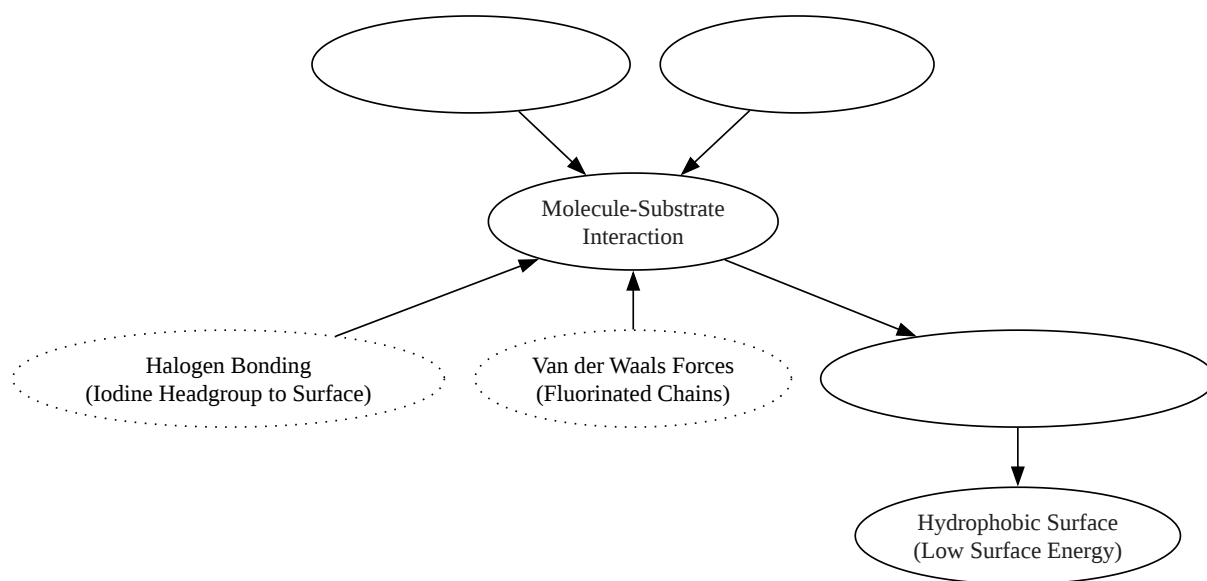 Molecule-Substrate
Interaction
Halogen Bonding
(Iodine Headgroup to Surface)
Van der Waals Forces
(Fluorinated Chains)
Hydrophobic Surface
(Low Surface Energy)